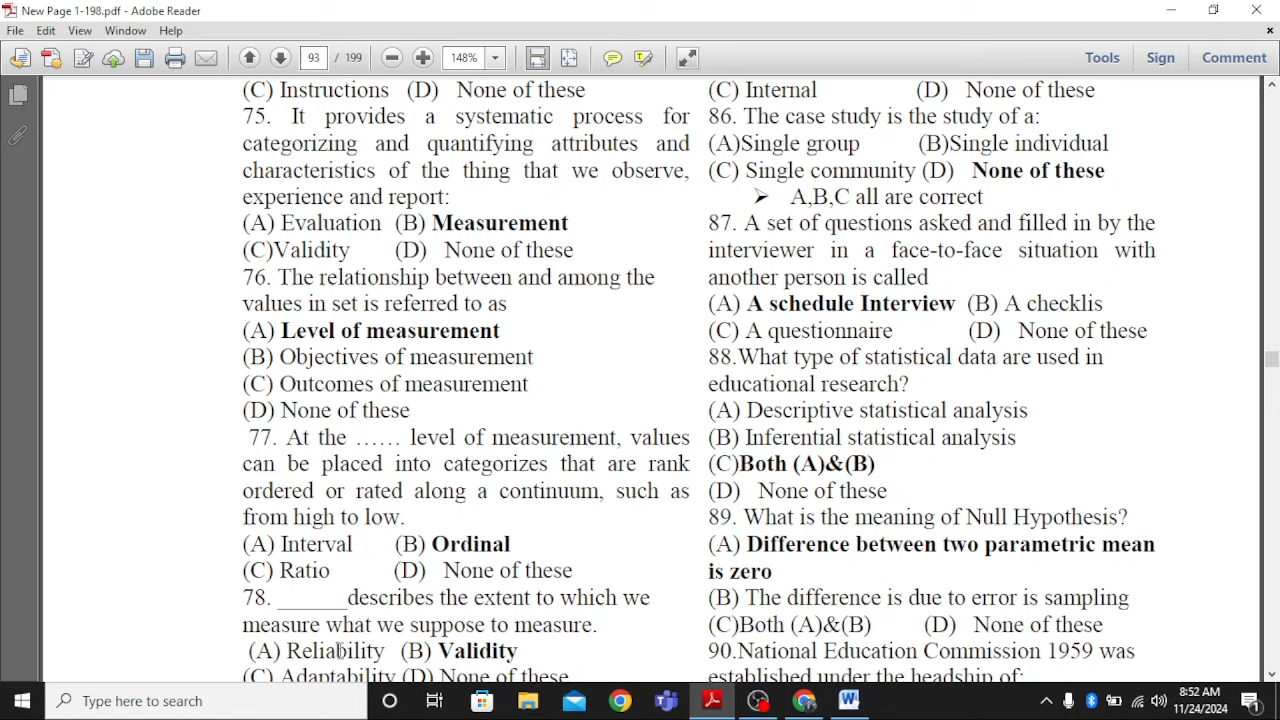 New Page 1-198.pdf - Adobe Reader
File Edit View Window Help
93 / 199 148% Tools Sign Comment
(C) Instructions (D) None of these
75. It provides a systematic process for
categorizing and quantifying attributes and
characteristics of the thing that we observe,
experience and report:
(A) Evaluation (B) Measurement
(C)Validity (D) None of these
76. The relationship between and among the
values in set is referred to as
(A) Level of measurement
(B) Objectives of measurement
(C) Outcomes of measurement
(D) None of these
77. At the …… level of measurement, values
can be placed into categorizes that are rank
ordered or rated along a continuum, such as
from high to low.
(A) Interval (B) Ordinal
(C) Ratio (D) None of these
78. ______describes the extent to which we
measure what we suppose to measure.
(A) Reliability (B) Validity
(C) Adaptability (D) None of these
(C) Internal (D) None of these
86. The case study is the study of a:
(A)Single group (B)Single individual
(C) Single community (D) None of these
➢ A,B,C all are correct
87. A set of questions asked and filled in by the
interviewer in a face-to-face situation with
another person is called
(A) A schedule Interview (B) A checklis
(C) A questionnaire (D) None of these
88.What type of statistical data are used in
educational research?
(A) Descriptive statistical analysis
(B) Inferential statistical analysis
(C)Both (A)&(B)
(D) None of these
89. What is the meaning of Null Hypothesis?
(A) Difference between two parametric mean
is zero
(B) The difference is due to error is sampling
(C)Both (A)&(B) (D) None of these
90.National Education Commission 1959 was
established under the headship of:
Type here to search
8:52 AM
11/24/2024